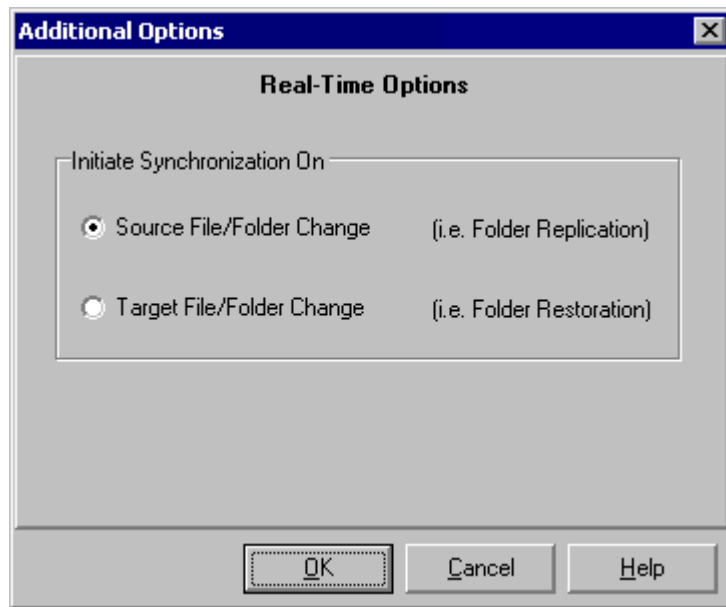 Additional Options
Real-Time Options
Initiate Synchronization On
Source File/Folder Change (i.e. Folder Replication)
Target File/Folder Change (i.e. Folder Restoration)
OK Cancel Help